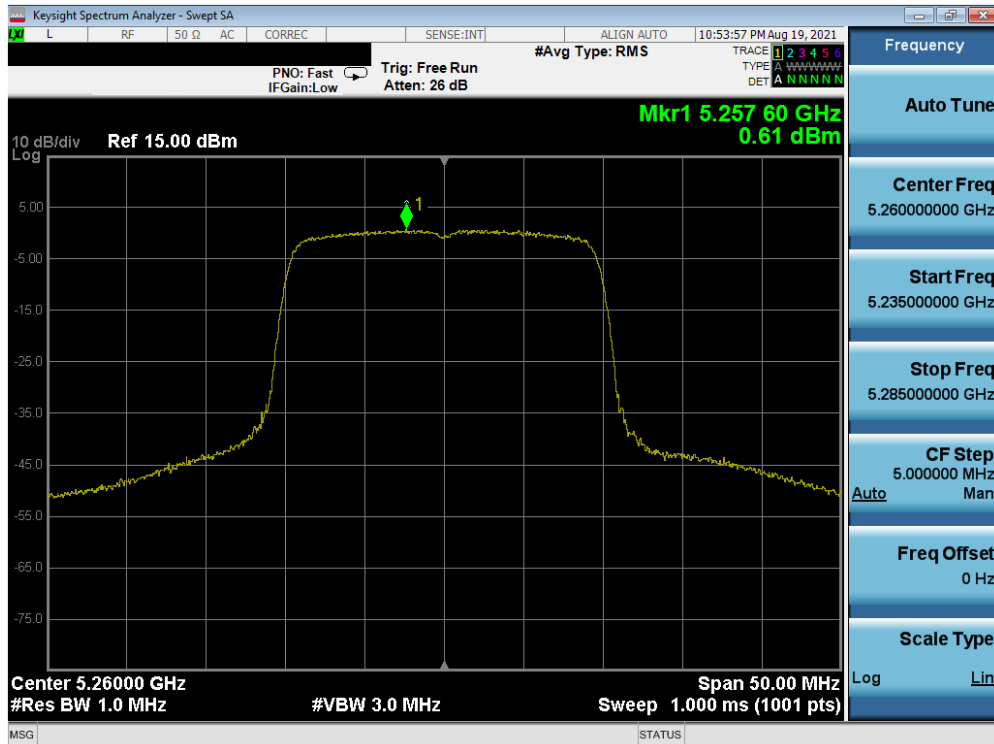 Keysight Spectrum Analyzer - Swept SA
LXI L RF 50 Ω AC CORREC SENSE:INT ALIGN AUTO 10:53:57 PM Aug 19, 2021
#Avg Type: RMS
TRACE 1 2 3 4 5 6
TYPE A WWWWW
DET A N N N N N
PNO: Fast
IFGain:Low
Trig: Free Run
Atten: 26 dB
Mkr1 5.257 60 GHz
0.61 dBm
10 dB/div Ref 15.00 dBm
Log
1
5.00
-5.00
-15.0
-25.0
-35.0
-45.0
-55.0
-65.0
-75.0
Center 5.26000 GHz Span 50.00 MHz
#Res BW 1.0 MHz #VBW 3.0 MHz Sweep 1.000 ms (1001 pts)
MSG STATUS
Frequency
Auto Tune
Center Freq
5.260000000 GHz
Start Freq
5.235000000 GHz
Stop Freq
5.285000000 GHz
CF Step
5.000000 MHz
Auto Man
Freq Offset
0 Hz
Scale Type
Log Lin